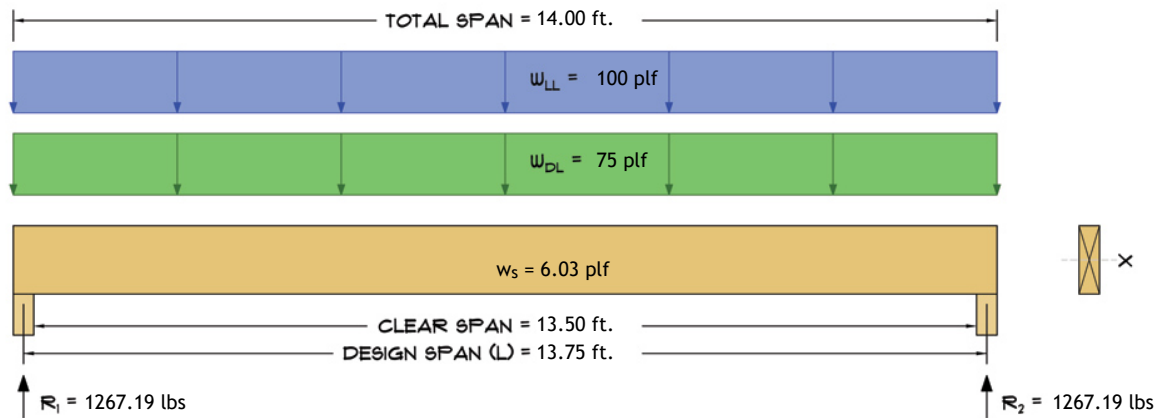 TOTAL SPAN = 14.00 ft.
WLL = 100 plf
WDL = 75 plf
ws = 6.03 plf
X
CLEAR SPAN = 13.50 ft.
DESIGN SPAN (L) = 13.75 ft.
R1 = 1267.19 lbs
R2 = 1267.19 lbs